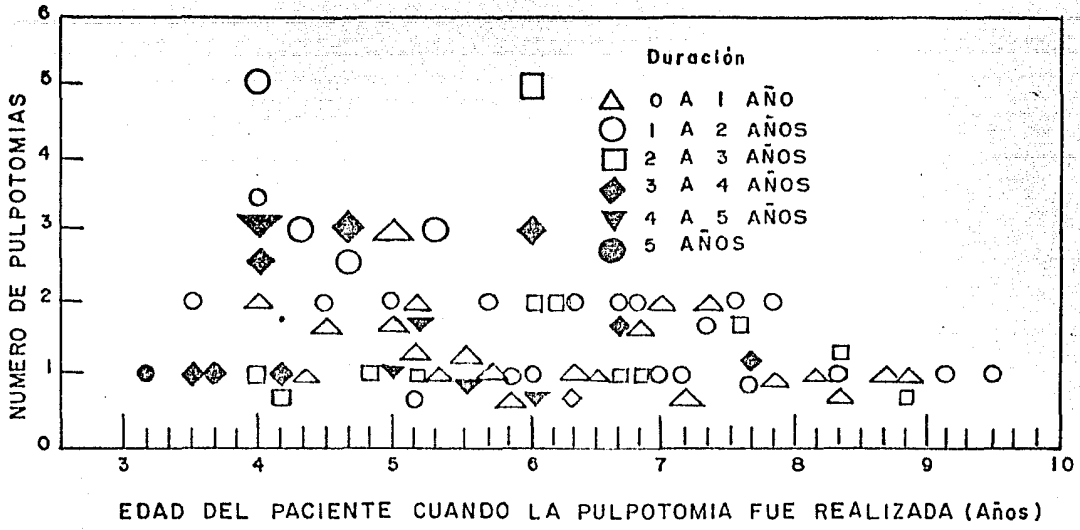 NUMERO DE PULPOTOMIAS
6
5
4
3
2
1
0
Duración
0 A 1 AÑO
1 A 2 AÑOS
2 A 3 AÑOS
3 A 4 AÑOS
4 A 5 AÑOS
5 AÑOS
3 4 5 6 7 8 9 10
EDAD DEL PACIENTE CUANDO LA PULPOTOMIA FUE REALIZADA (Años)